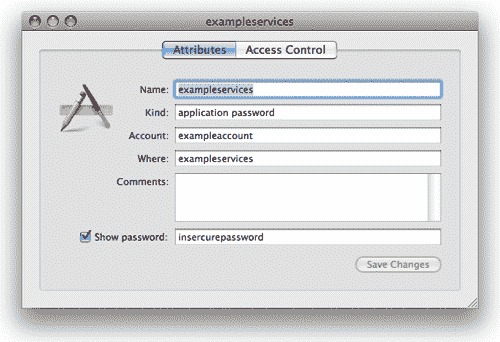 exampleservices
Attributes Access Control
Name: exampleservices
Kind: application password
Account: exampleaccount
Where: exampleservices
Comments:
Show password: insercurepassword
Save Changes